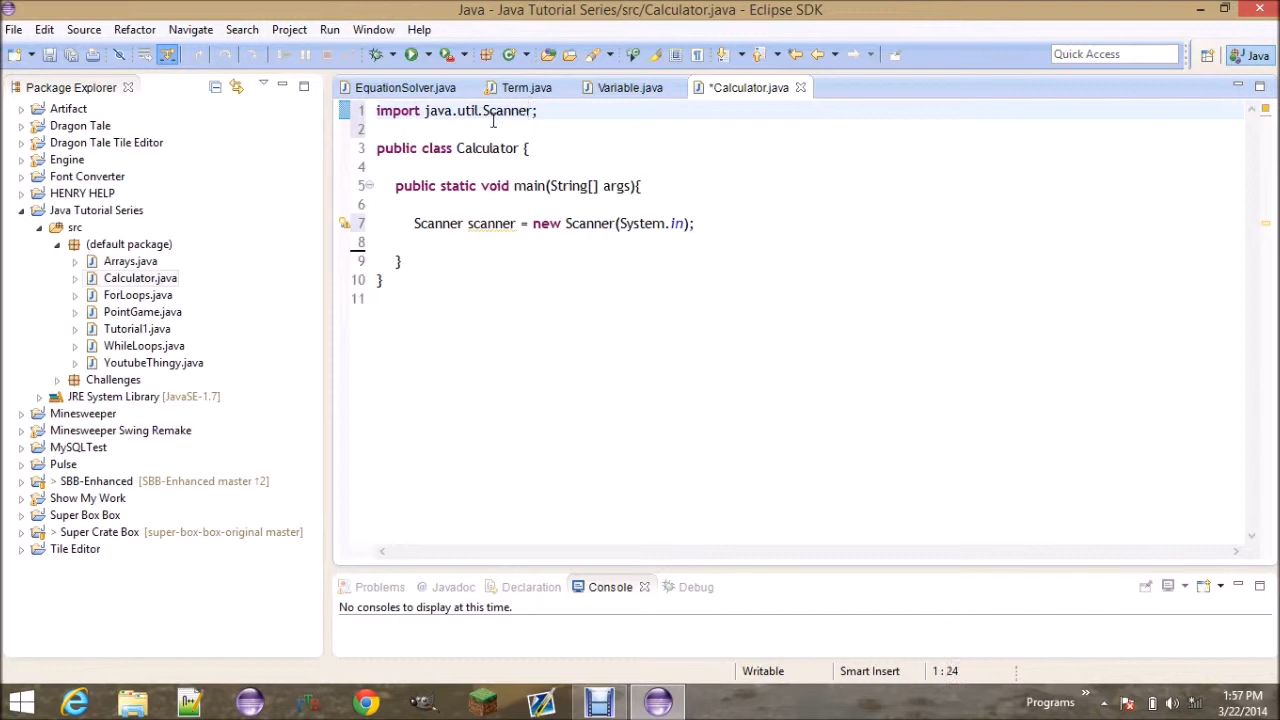 Java - Java Tutorial Series/src/Calculator.java - Eclipse SDK
File Edit Source Refactor Navigate Search Project Run Window Help
Quick Access
Java
Package Explorer
EquationSolver.java Term.java Variable.java *Calculator.java
Artifact
Dragon Tale
Dragon Tale Tile Editor
Engine
Font Converter
HENRY HELP
Java Tutorial Series
src
(default package)
Arrays.java
Calculator.java
ForLoops.java
PointGame.java
Tutorial1.java
WhileLoops.java
YoutubeThingy.java
Challenges
JRE System Library [JavaSE-1.7]
Minesweeper
Minesweeper Swing Remake
MySQLTest
Pulse
> SBB-Enhanced [SBB-Enhanced master ↑2]
Show My Work
Super Box Box
> Super Crate Box [super-box-box-original master]
Tile Editor
1 import java.util.Scanner;
2
3 public class Calculator {
4
5 public static void main(String[] args){
6
7 Scanner scanner = new Scanner(System.in);
8
9 }
10 }
11
Problems @ Javadoc Declaration Console Debug
No consoles to display at this time.
Writable Smart Insert 1 : 24
Programs » 1:57 PM
3/22/2014